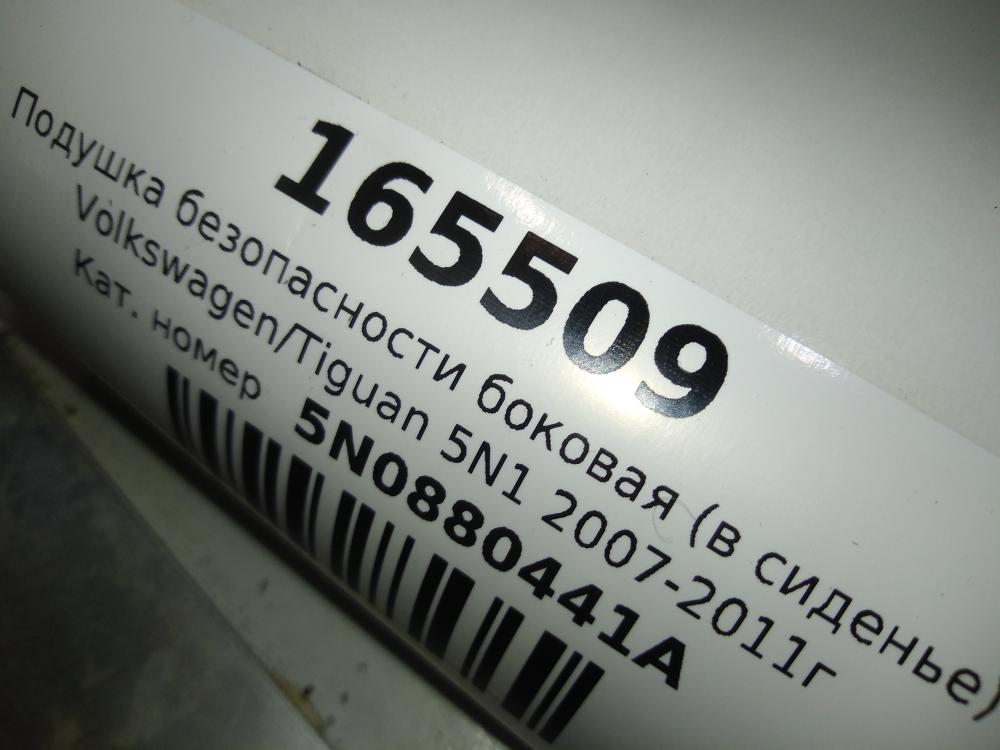 165509
Подушка безопасности боковая (в сиденье)
Volkswagen/Tiguan 5N1 2007-2011г
Кат. номер 5N0880441A